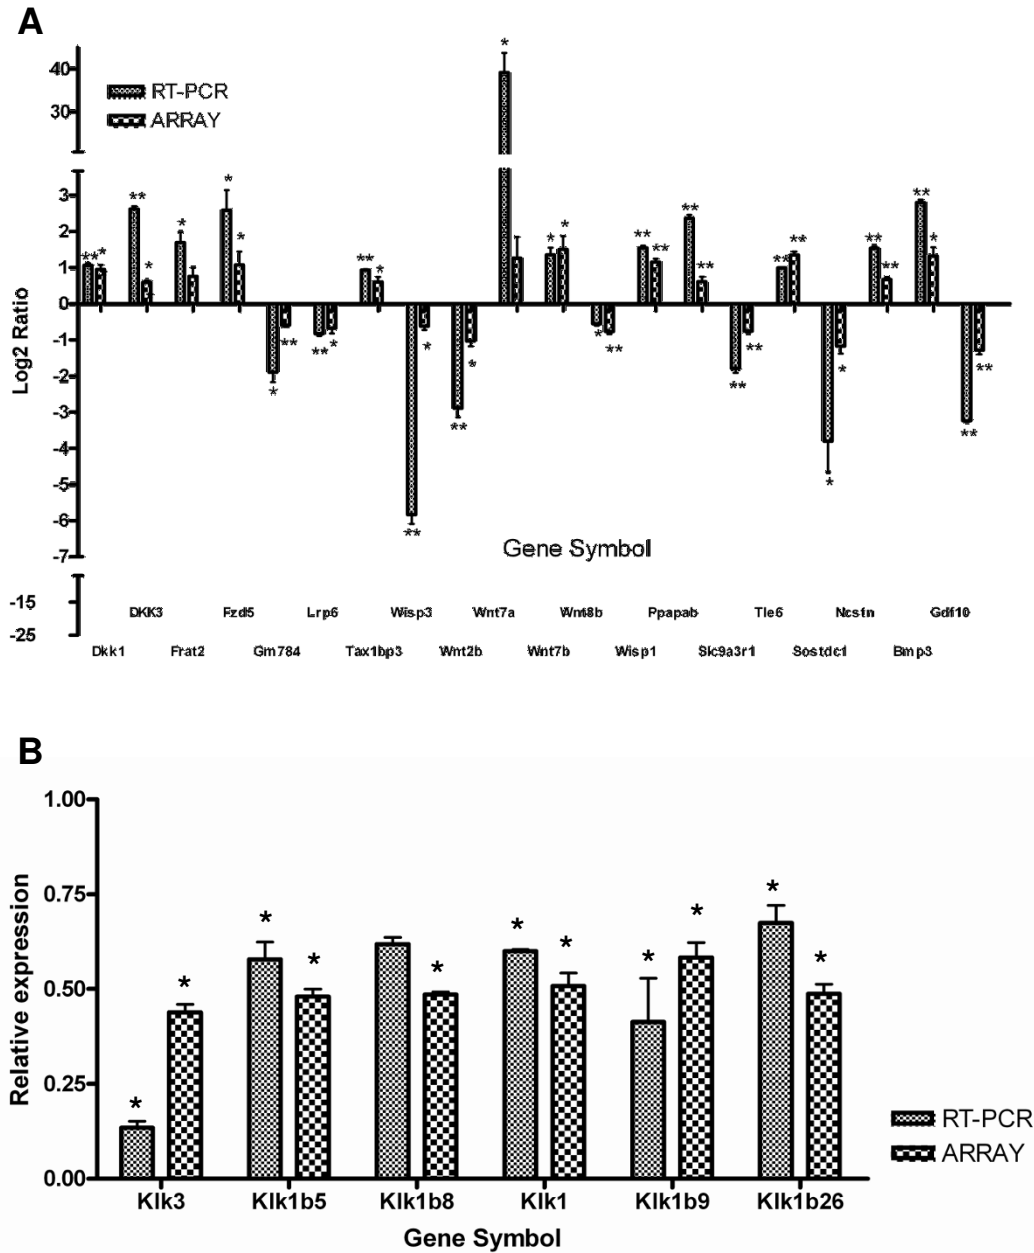 A
RT-PCR
ARRAY
40
30
3
2
1
0
-1
-2
-3
-4
-5
-6
-7
-15
-25
Log2 Ratio
** * ** * * * * * ** ** * ** * ** * ** * * * * * ** ** ** ** ** ** ** ** * * ** ** ** * ** **
Gene Symbol
DKK3 Fzd5 Lrp6 Wisp3 Wnt7a Wnt8b Ppapab Tle6 Ncstn Gdf10
Dkk1 Frat2 Gm784 Tax1bp3 Wnt2b Wnt7b Wisp1 Slc9a3r1 Sostdc1 Bmp3
B
1.00
0.75
0.50
0.25
0.00
Relative expression
* * * * * * * * * * *
RT-PCR
ARRAY
Klk3 Klk1b5 Klk1b8 Klk1 Klk1b9 Klk1b26
Gene Symbol